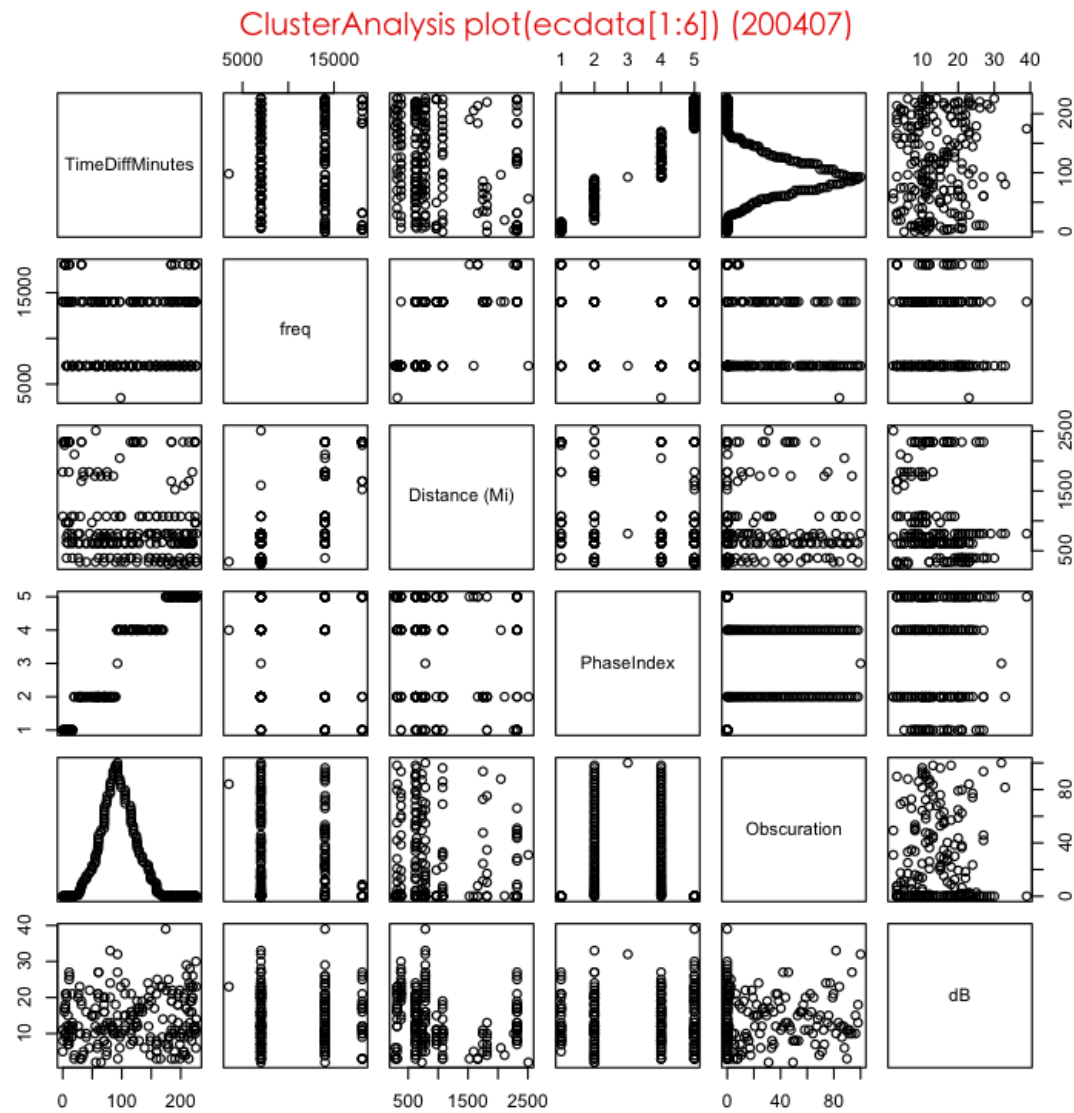 ClusterAnalysis plot(ecdata[1:6]) (200407)
5000 15000 1 2 3 4 5 10 20 30 40
TimeDiffMinutes
0 100 200
5000 15000
freq
Distance (Mi)
500 1500 2500
1 2 3 4 5
PhaseIndex
Obscuration
0 40 80
10 20 30 40
dB
0 100 200 500 1500 2500 0 40 80